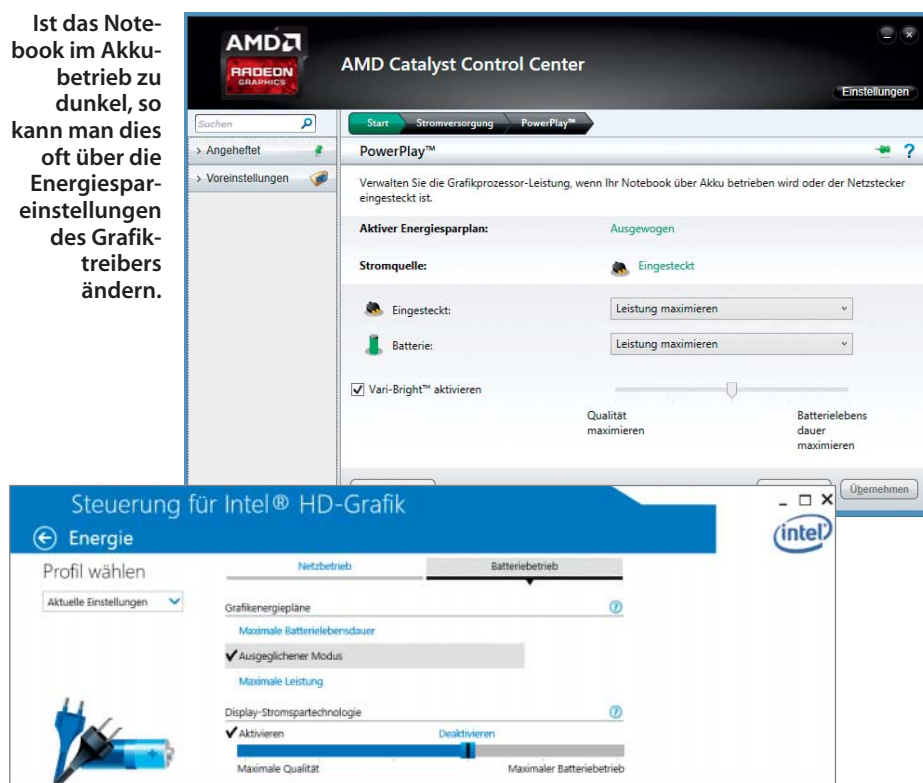 Ist das Note-
book im Akku-
betrieb zu
dunkel, so
kann man dies
oft über die
Energiespar-
einstellungen
des Grafik-
treibers
ändern.
AMD
RADEON
GRAPHICS
AMD Catalyst Control Center
Einstellungen
Suchen
Start Stromversorgung PowerPlay™
> Angeheftet
> Voreinstellungen
PowerPlay™
?
Verwalten Sie die Grafikprozessor-Leistung, wenn Ihr Notebook über Akku betrieben wird oder der Netzstecker
eingesteckt ist.
Aktiver Energiesparplan: Ausgewogen
Stromquelle: Eingesteckt
Eingesteckt: Leistung maximieren
Batterie: Leistung maximieren
Vari-Bright™ aktivieren
Qualität
maximieren
Batterielebens
dauer
maximieren
Übernehmen
Steuerung für Intel® HD-Grafik
Energie
intel
Profil wählen
Aktuelle Einstellungen
Netzbetrieb Batteriebetrieb
Grafikenergiepläne ?
Maximale Batterielebensdauer
Ausgeglichener Modus
Maximale Leistung
Display-Stromspartechnologie ?
Aktivieren Deaktivieren
Maximale Qualität Maximaler Batteriebetrieb